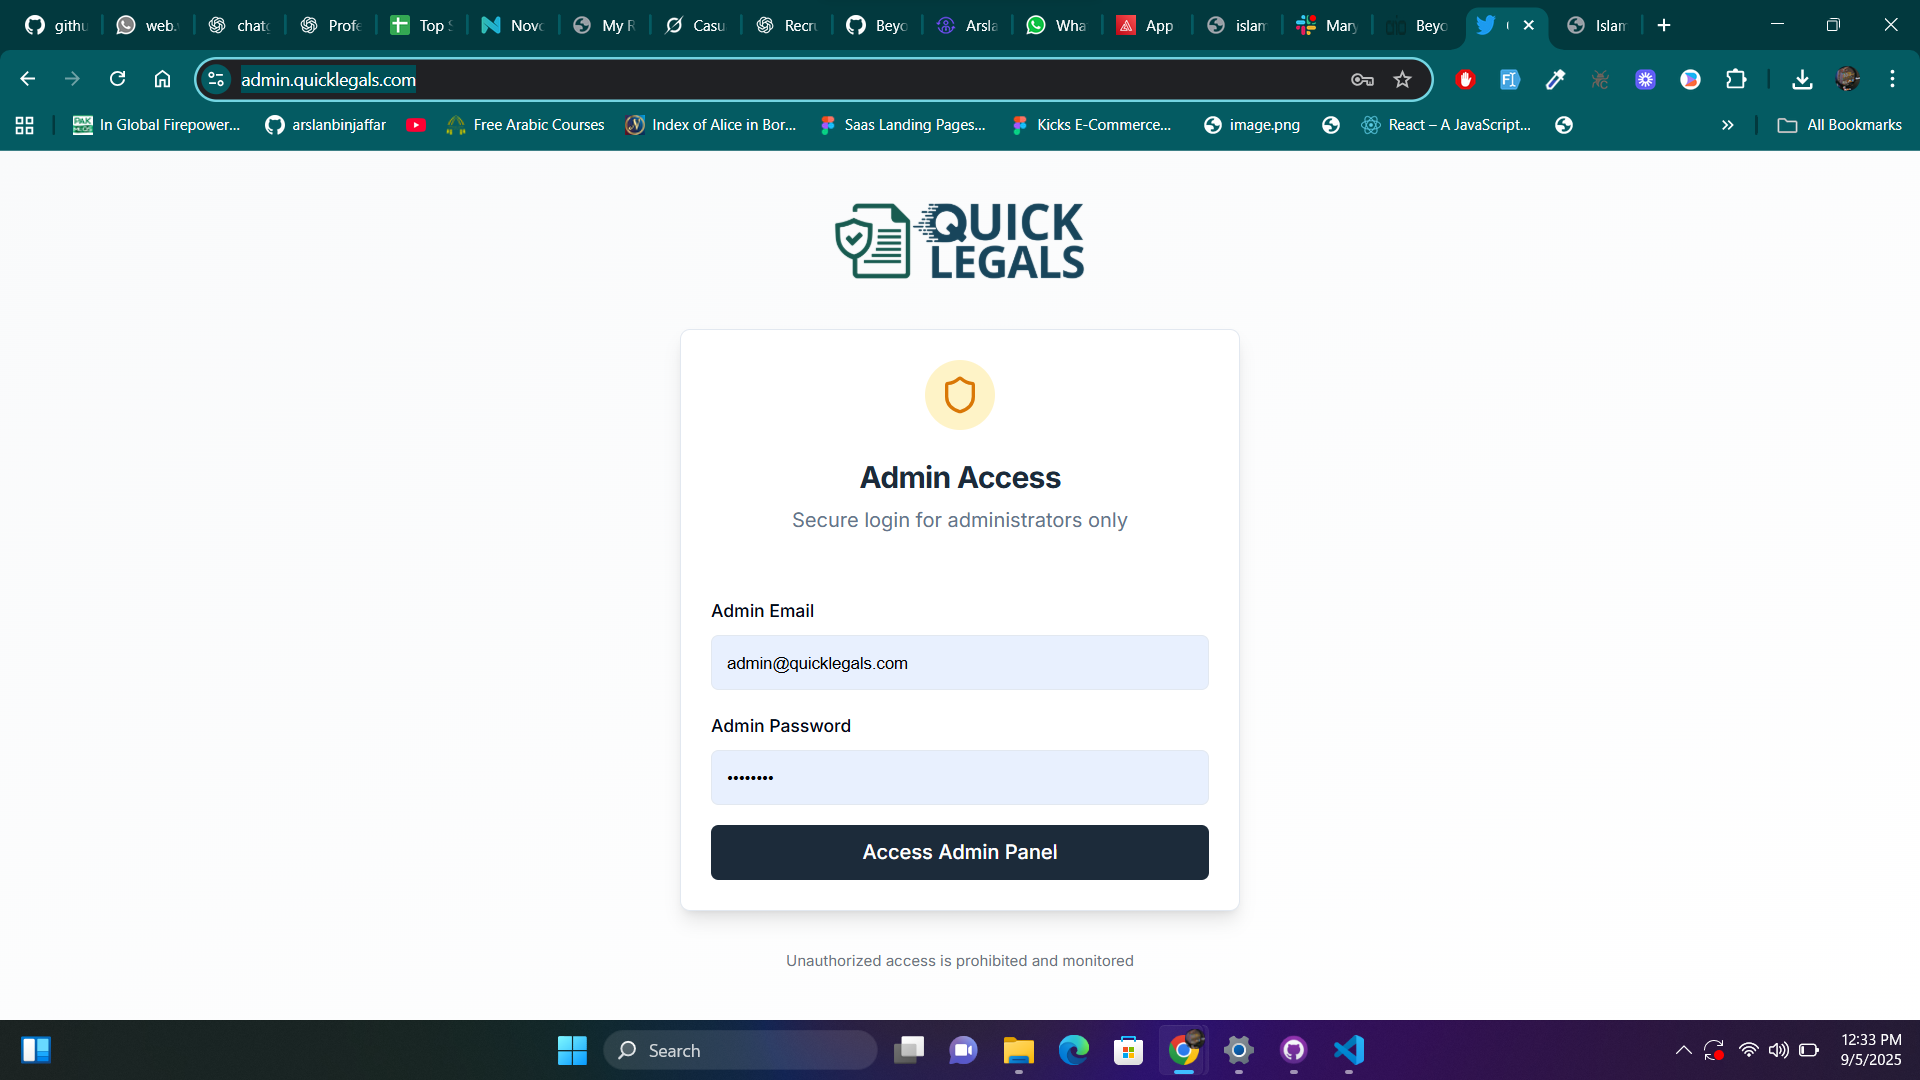 githu
web.
chatg
Profe
Top S
Novo
My R
Casu
Recru
Beyo
Arsla
Wha
App
islam
Mary
Beyo
Islam
admin.quicklegals.com
In Global Firepower...
arslanbinjaffar
Free Arabic Courses
Index of Alice in Bor...
Saas Landing Pages...
Kicks E-Commerce...
image.png
React – A JavaScript...
All Bookmarks
QUICK
LEGALS
Admin Access
Secure login for administrators only
Admin Email
admin@quicklegals.com
Admin Password
••••••••
Access Admin Panel
Unauthorized access is prohibited and monitored
Search
12:33 PM
9/5/2025